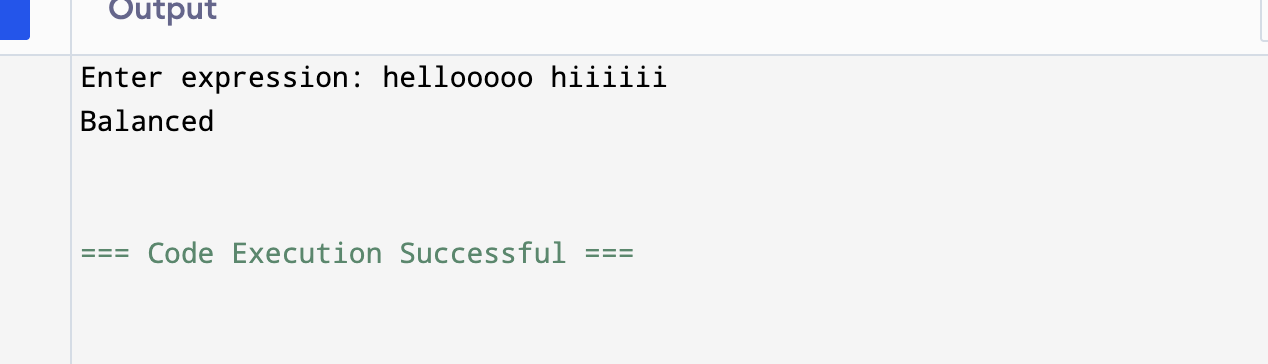 Output
Enter expression: hellooooo hiiiiii
Balanced
=== Code Execution Successful ===